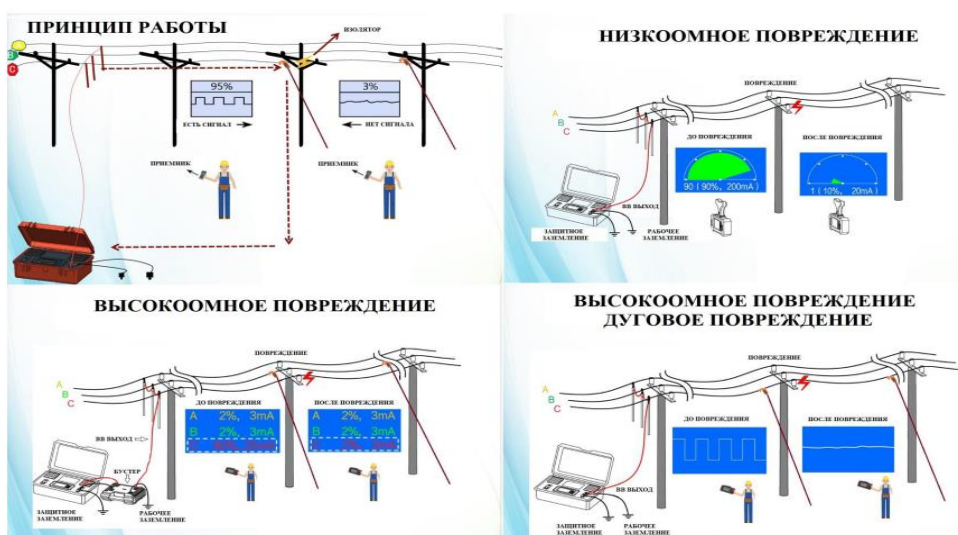 ПРИНЦИП РАБОТЫ
ИЗОЛЯТОР
B
C
95%
3%
ЕСТЬ СИГНАЛ
НЕТ СИГНАЛА
ПРИЕМНИК
ПРИЕМНИК
НИЗКООМНОЕ ПОВРЕЖДЕНИЕ
ПОВРЕЖДЕНИЕ
A
B
C
ДО ПОВРЕЖДЕНИЯ
ПОСЛЕ ПОВРЕЖДЕНИЯ
90 (90%, 200mA)
1 (10%, 20mA)
ВВ ВЫХОД
ЗАЩИТНОЕ
ЗАЗЕМЛЕНИЕ
РАБОЧЕЕ
ЗАЗЕМЛЕНИЕ
ВЫСОКООМНОЕ ПОВРЕЖДЕНИЕ
ПОВРЕЖДЕНИЕ
A
B
C
ДО ПОВРЕЖДЕНИЯ
ПОСЛЕ ПОВРЕЖДЕНИЯ
A 2%, 3mA
B 2%, 3mA
A 2%, 3mA
B 2%, 3mA
ВВ ВЫХОД
БУСТЕР
ЗАЩИТНОЕ
ЗАЗЕМЛЕНИЕ
РАБОЧЕЕ
ЗАЗЕМЛЕНИЕ
ВЫСОКООМНОЕ ПОВРЕЖДЕНИЕ
ДУГОВОЕ ПОВРЕЖДЕНИЕ
ПОВРЕЖДЕНИЕ
A
B
C
ДО ПОВРЕЖДЕНИЯ
ПОСЛЕ ПОВРЕЖДЕНИЯ
ВВ ВЫХОД
ЗАЩИТНОЕ
ЗАЗЕМЛЕНИЕ
РАБОЧЕЕ
ЗАЗЕМЛЕНИЕ